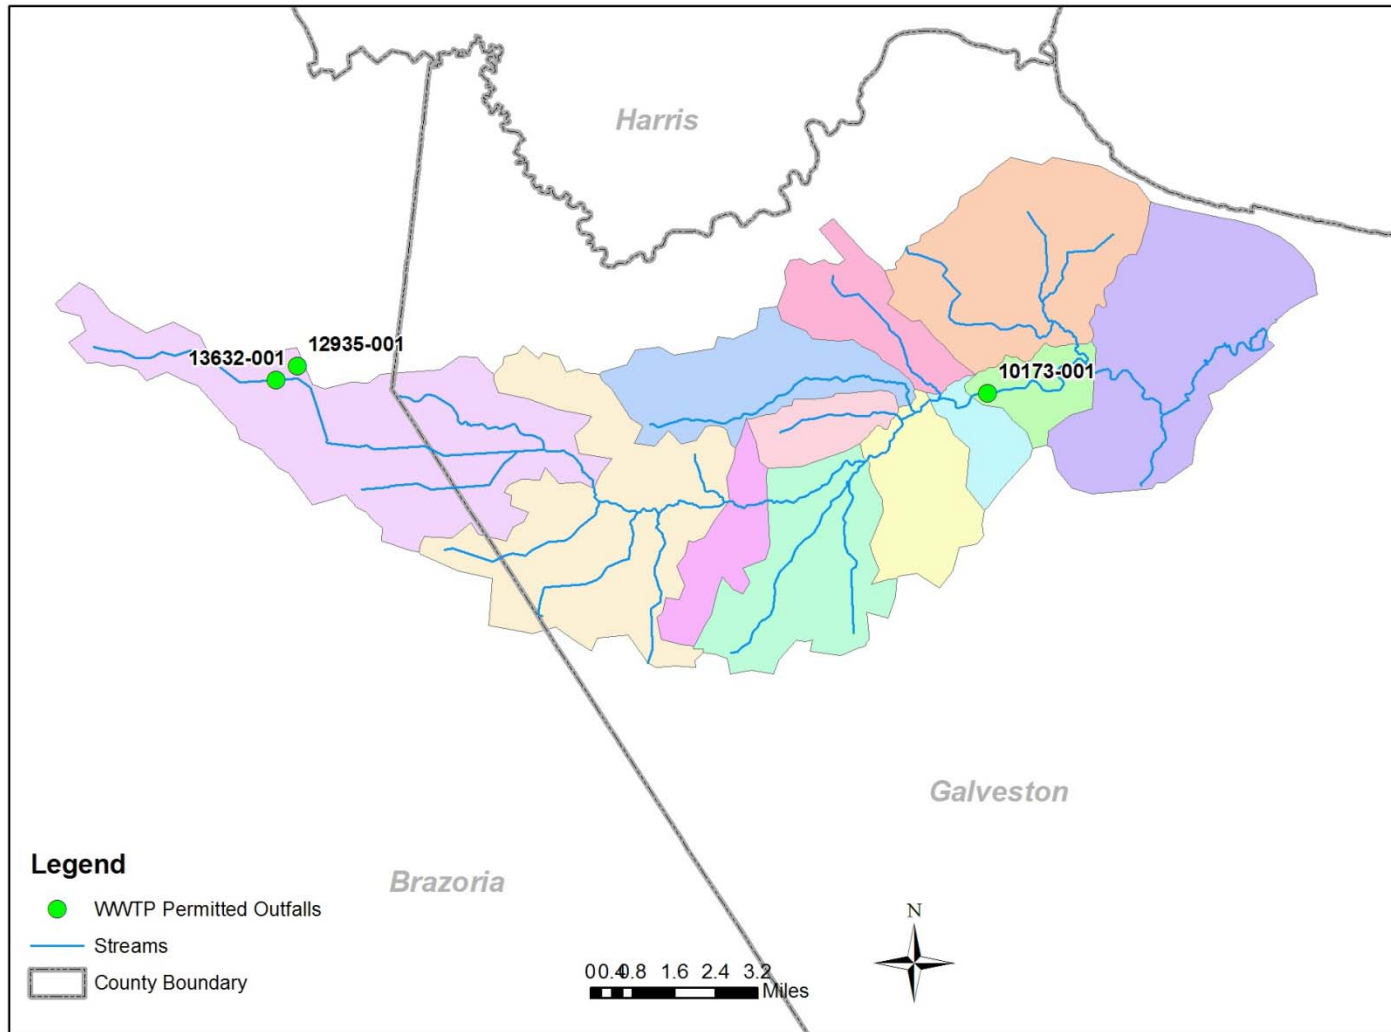 Harris
12935-001
13632-001
10173-001
Galveston
Brazoria
Legend
WWTP Permitted Outfalls
Streams
County Boundary
N
00.40.8 1.6 2.4 3.2
Miles